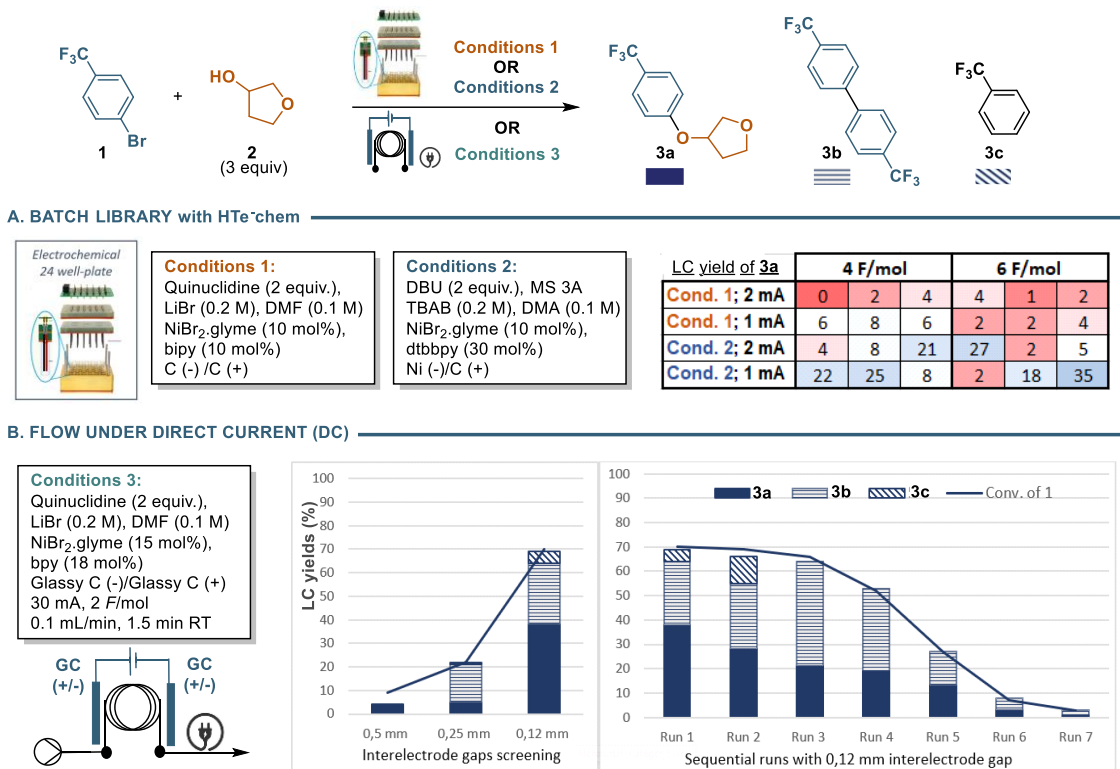 F₃C
Br
1
+
HO
O
2
(3 equiv)
Conditions 1
OR
Conditions 2
OR
Conditions 3
F₃C
O
O
3a
F₃C
CF₃
3b
F₃C
3c
A. BATCH LIBRARY with HTe⁻chem
Electrochemical
24 well-plate
Conditions 1:
Quinuclidine (2 equiv.),
LiBr (0.2 M), DMF (0.1 M)
NiBr₂.glyme (10 mol%),
bipy (10 mol%)
C (-) /C (+)
Conditions 2:
DBU (2 equiv.), MS 3A
TBAB (0.2 M), DMA (0.1 M)
NiBr₂.glyme (10 mol%),
dtbbpy (30 mol%)
Ni (-)/C (+)
LC yield of 3a 4 F/mol 6 F/mol
Cond. 1; 2 mA 0 2 4 4 1 2
Cond. 1; 1 mA 6 8 6 2 2 4
Cond. 2; 2 mA 4 8 21 27 2 5
Cond. 2; 1 mA 22 25 8 2 18 35
B. FLOW UNDER DIRECT CURRENT (DC)
Conditions 3:
Quinuclidine (2 equiv.),
LiBr (0.2 M), DMF (0.1 M)
NiBr₂.glyme (15 mol%),
bpy (18 mol%)
Glassy C (-)/Glassy C (+)
30 mA, 2 F/mol
0.1 mL/min, 1.5 min RT
GC
(+/-)
GC
(+/-)
LC yields (%)
100
90
80
70
60
50
40
30
20
10
0
0,5 mm 0,25 mm 0,12 mm
Interelectrode gaps screening
3a 3b 3c Conv. of 1
100
90
80
70
60
50
40
30
20
10
0
Run 1 Run 2 Run 3 Run 4 Run 5 Run 6 Run 7
Sequential runs with 0,12 mm interelectrode gap